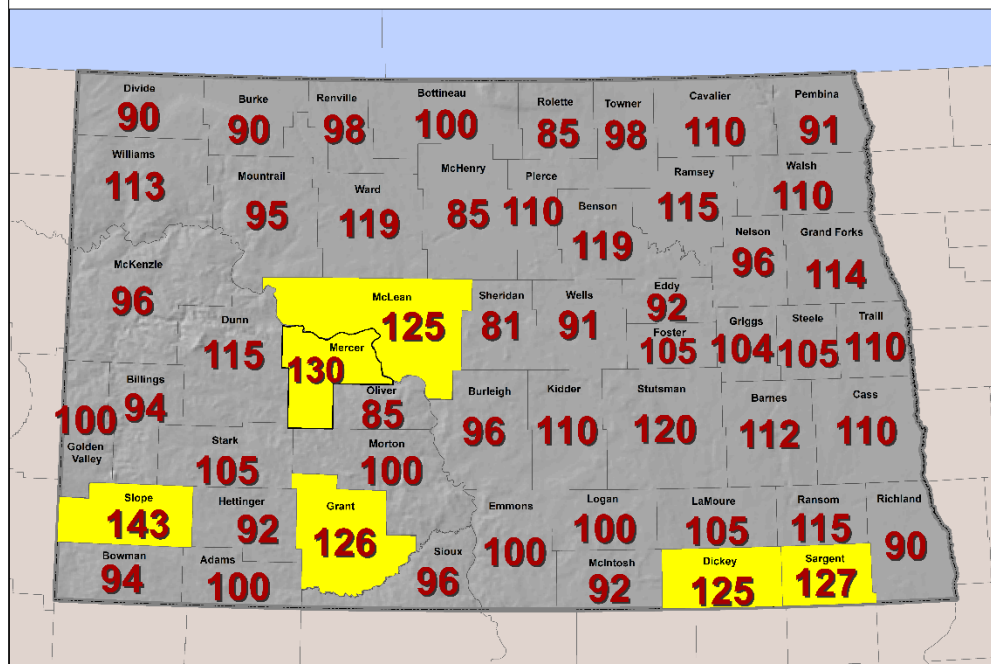 Divide
90
Burke
90
Renville
98
Bottineau
100
Rolette
85
Towner
98
Cavalier
110
Pembina
91
Williams
113
Mountrail
95
Ward
119
McHenry
85
Pierce
110
Benson
119
Ramsey
115
Walsh
110
Nelson
96
Grand Forks
114
McKenzie
96
Dunn
115
McLean
125
Mercer
130
Sheridan
81
Wells
91
Eddy
92
Foster
105
Griggs
104
Steele
105
Traill
110
Billings
94
100
Golden
Valley
Oliver
85
Burleigh
96
Kidder
110
Stutsman
120
Barnes
112
Cass
110
Stark
105
Morton
100
Slope
143
Hettinger
92
Grant
126
Emmons
100
Logan
100
LaMoure
105
Ransom
115
Richland
90
Bowman
94
Adams
100
Sioux
96
McIntosh
92
Dickey
125
Sargent
127